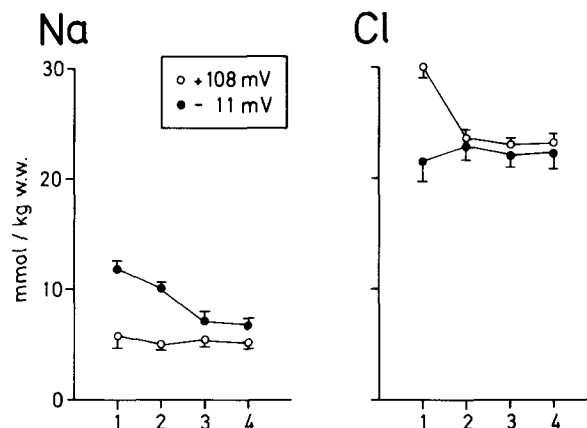 Na
Cl
○ +108 mV
● - 11 mV
mmol / kg w.w.
30
20
10
0
1 2 3 4
1 2 3 4